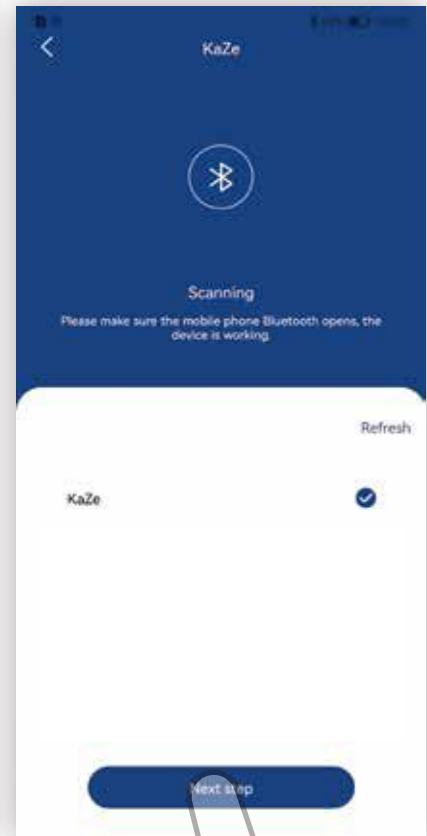 KaZe
Scanning
Please make sure the mobile phone Bluetooth opens, the
device is working.
Refresh
KaZe
Next step